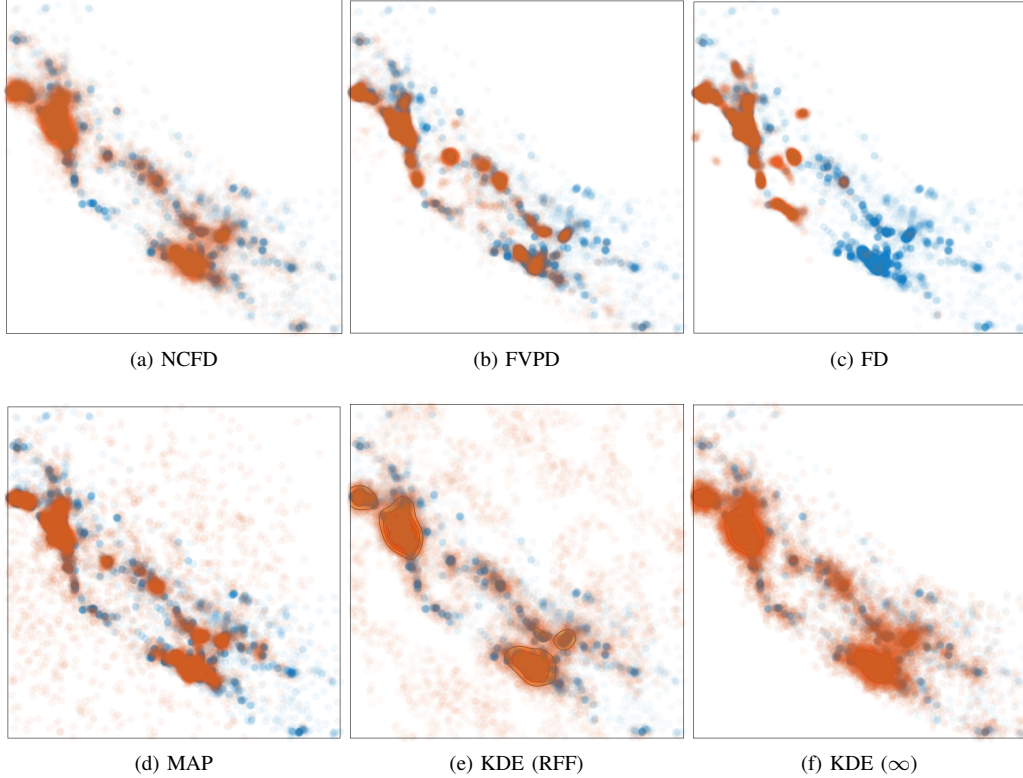 (a) NCFD
(b) FVPD
(c) FD
(d) MAP
(e) KDE (RFF)
(f) KDE (∞)